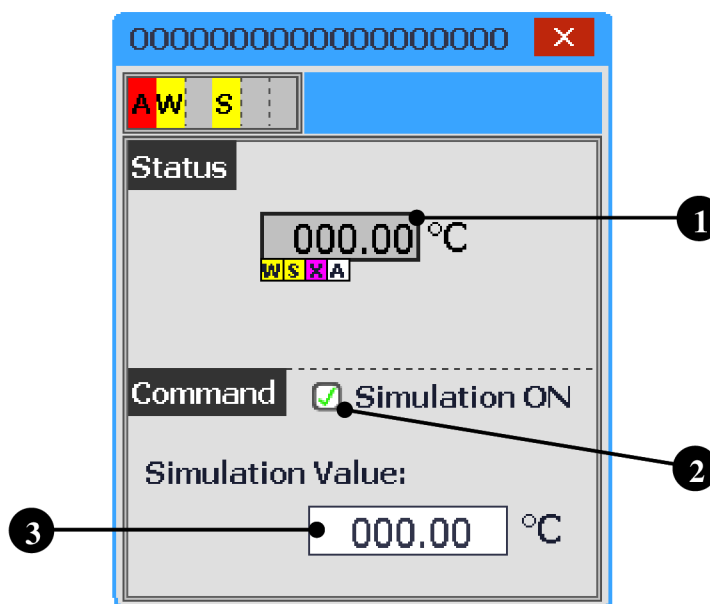 0000000000000000000 X
A W S
Status
1
000.00 °C
W S X A
Command Simulation ON
2
Simulation Value:
3 000.00 °C